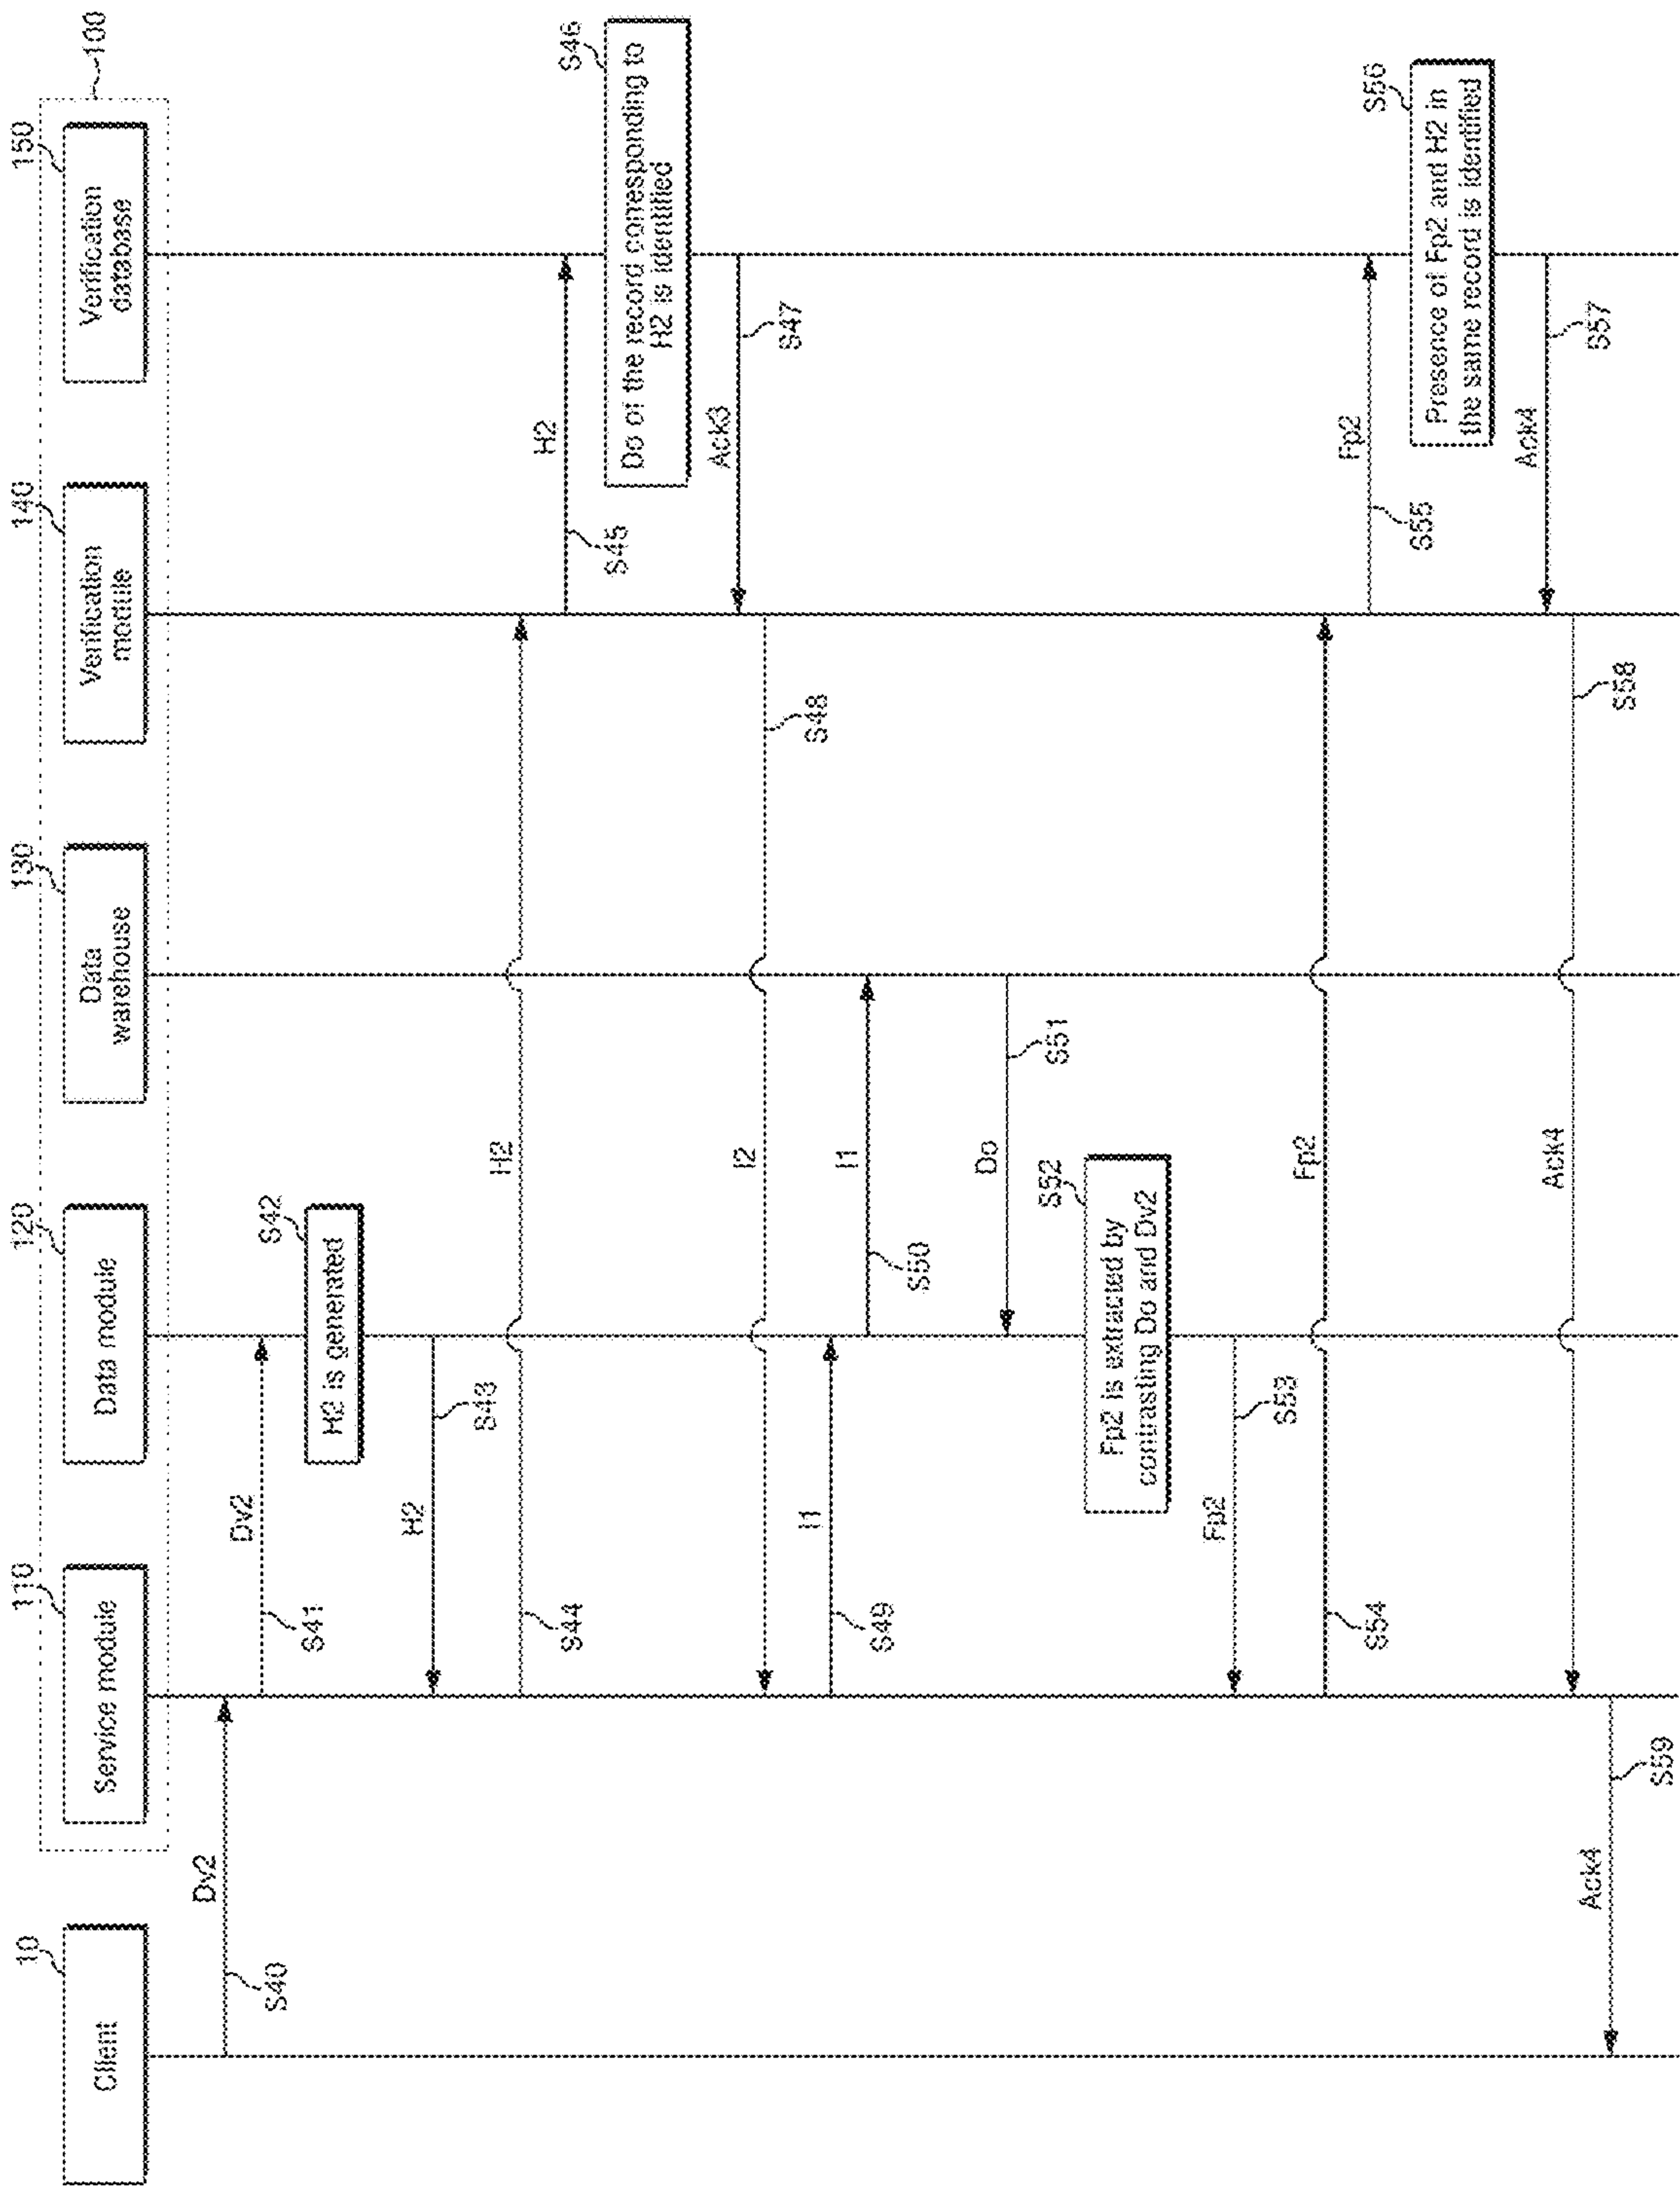 100
10
110
120
130
140
150
Client
Service module
Data module
Data
warehouse
Verification
module
Verification
database
Dv2
S40
Dv2
S41
S42
H2 is generated
H2
S43
H2
S44
H2
S45
S46
Do of the record corresponding to
H2 is identified
Ack3
S47
I2
S48
I1
S49
I1
S50
Do
S51
S52
Fp2 is extracted by
contrasting Do and Dv2
Fp2
S53
Fp2
S54
Fp2
S55
S56
Presence of Fp2 and H2 in
the same record is identified
Ack4
S57
Ack4
S58
Ack4
S59